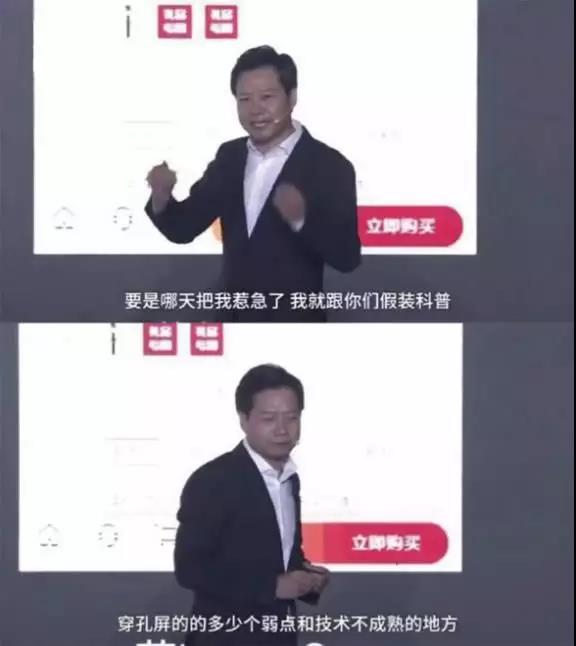 立即购买
要是哪天把我惹急了 我就跟你们假装科普
立即购买
穿孔屏的的多少个弱点和技术不成熟的地方